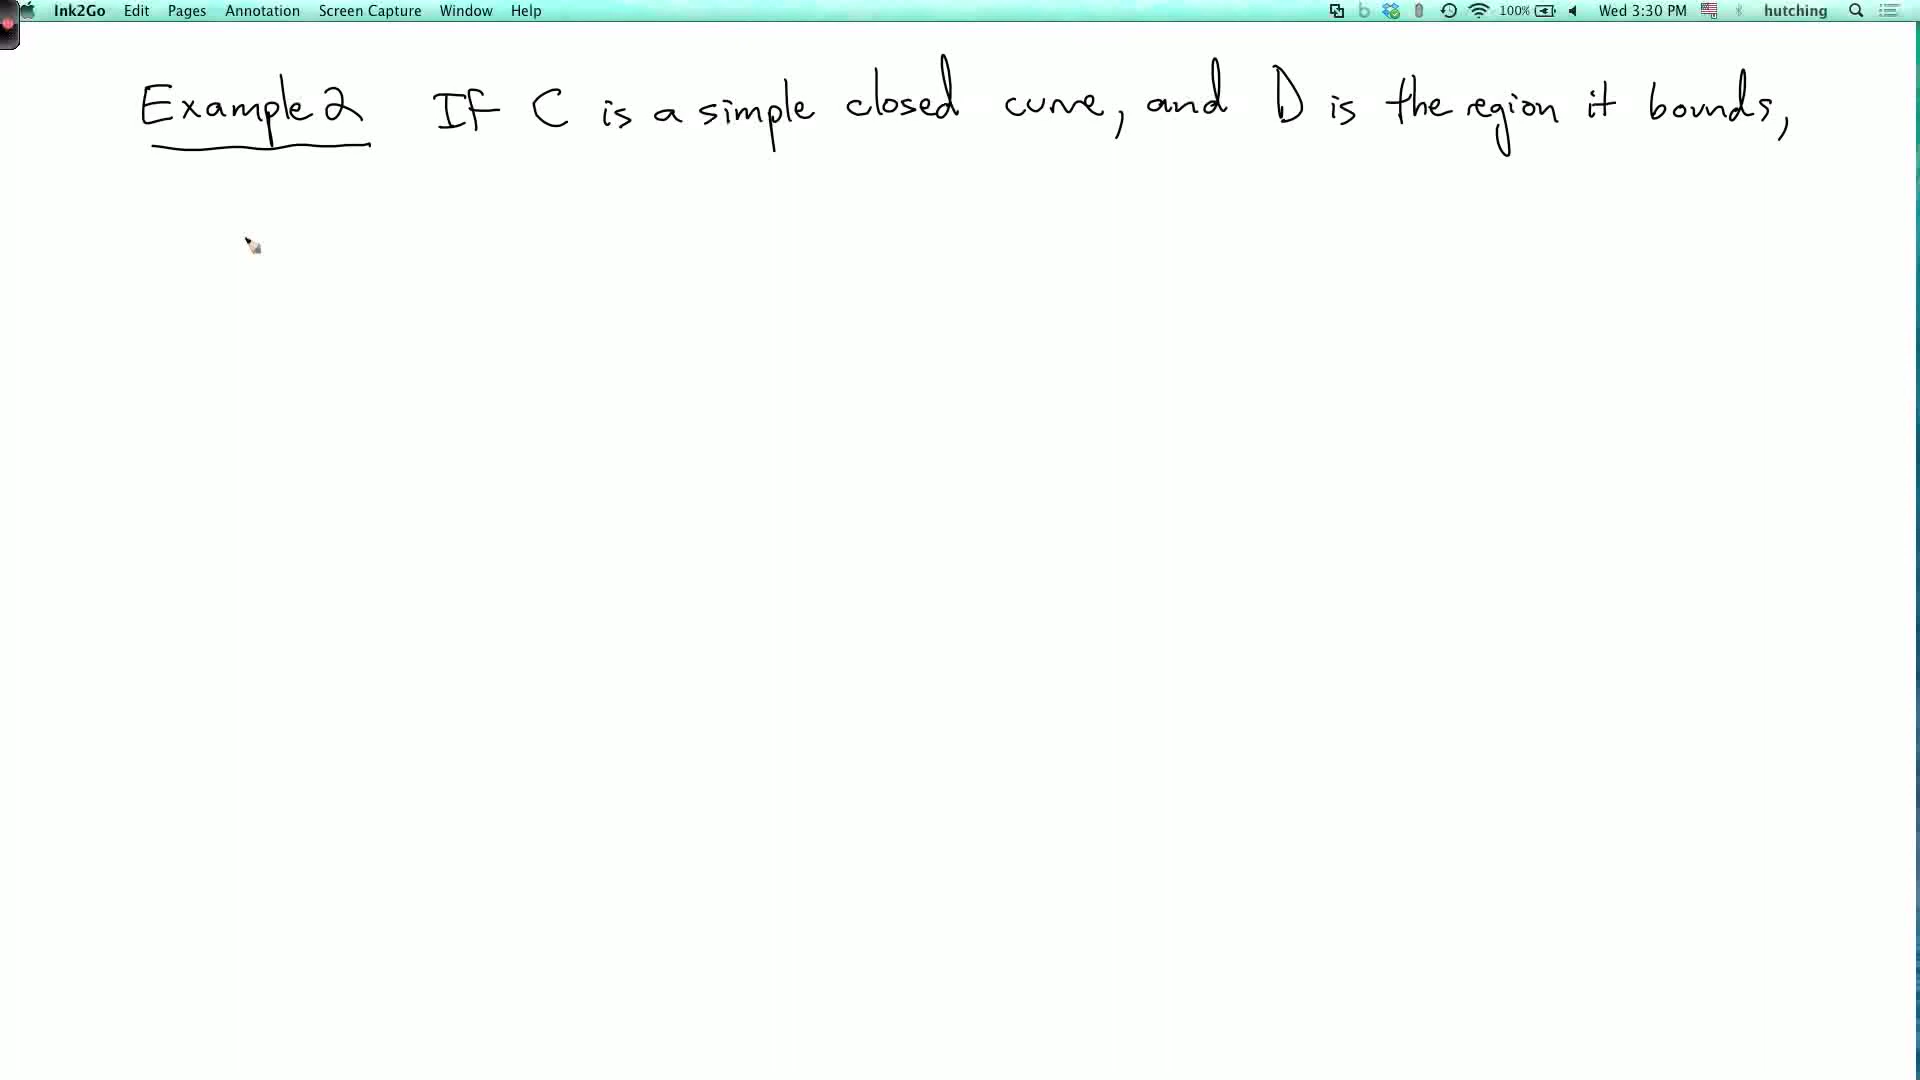 Ink2Go Edit Pages Annotation Screen Capture Window Help 100% Wed 3:30 PM hutching
Example 2 If C is a simple closed curve, and D is the region it bounds,